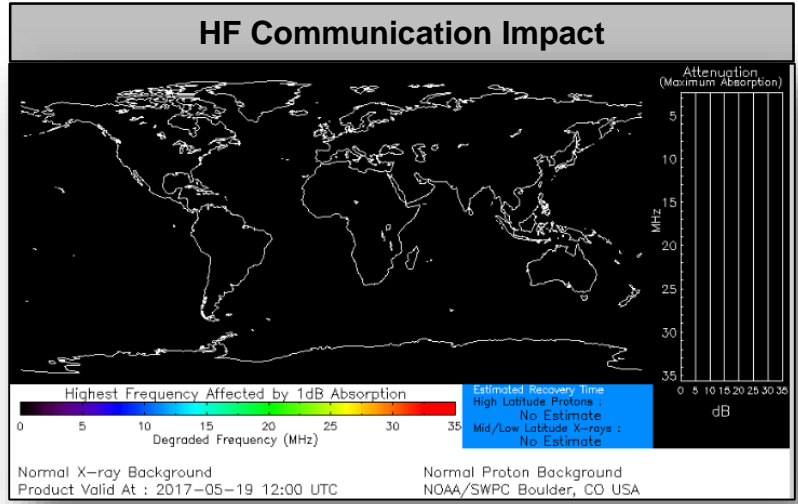 HF Communication Impact
Attenuation
(Maximum Absorption)
5
10
15
20
25
30
35
MHz
0 5 10 15 20 25 30 35
dB
Highest Frequency Affected by 1dB Absorption
0 5 10 15 20 25 30 35
Degraded Frequency (MHz)
Estimated Recovery Time
High Latitude Protons :
No Estimate
Mid/Low Latitude X-rays :
No Estimate
Normal X-ray Background
Product Valid At : 2017-05-19 12:00 UTC
Normal Proton Background
NOAA/SWPC Boulder, CO USA